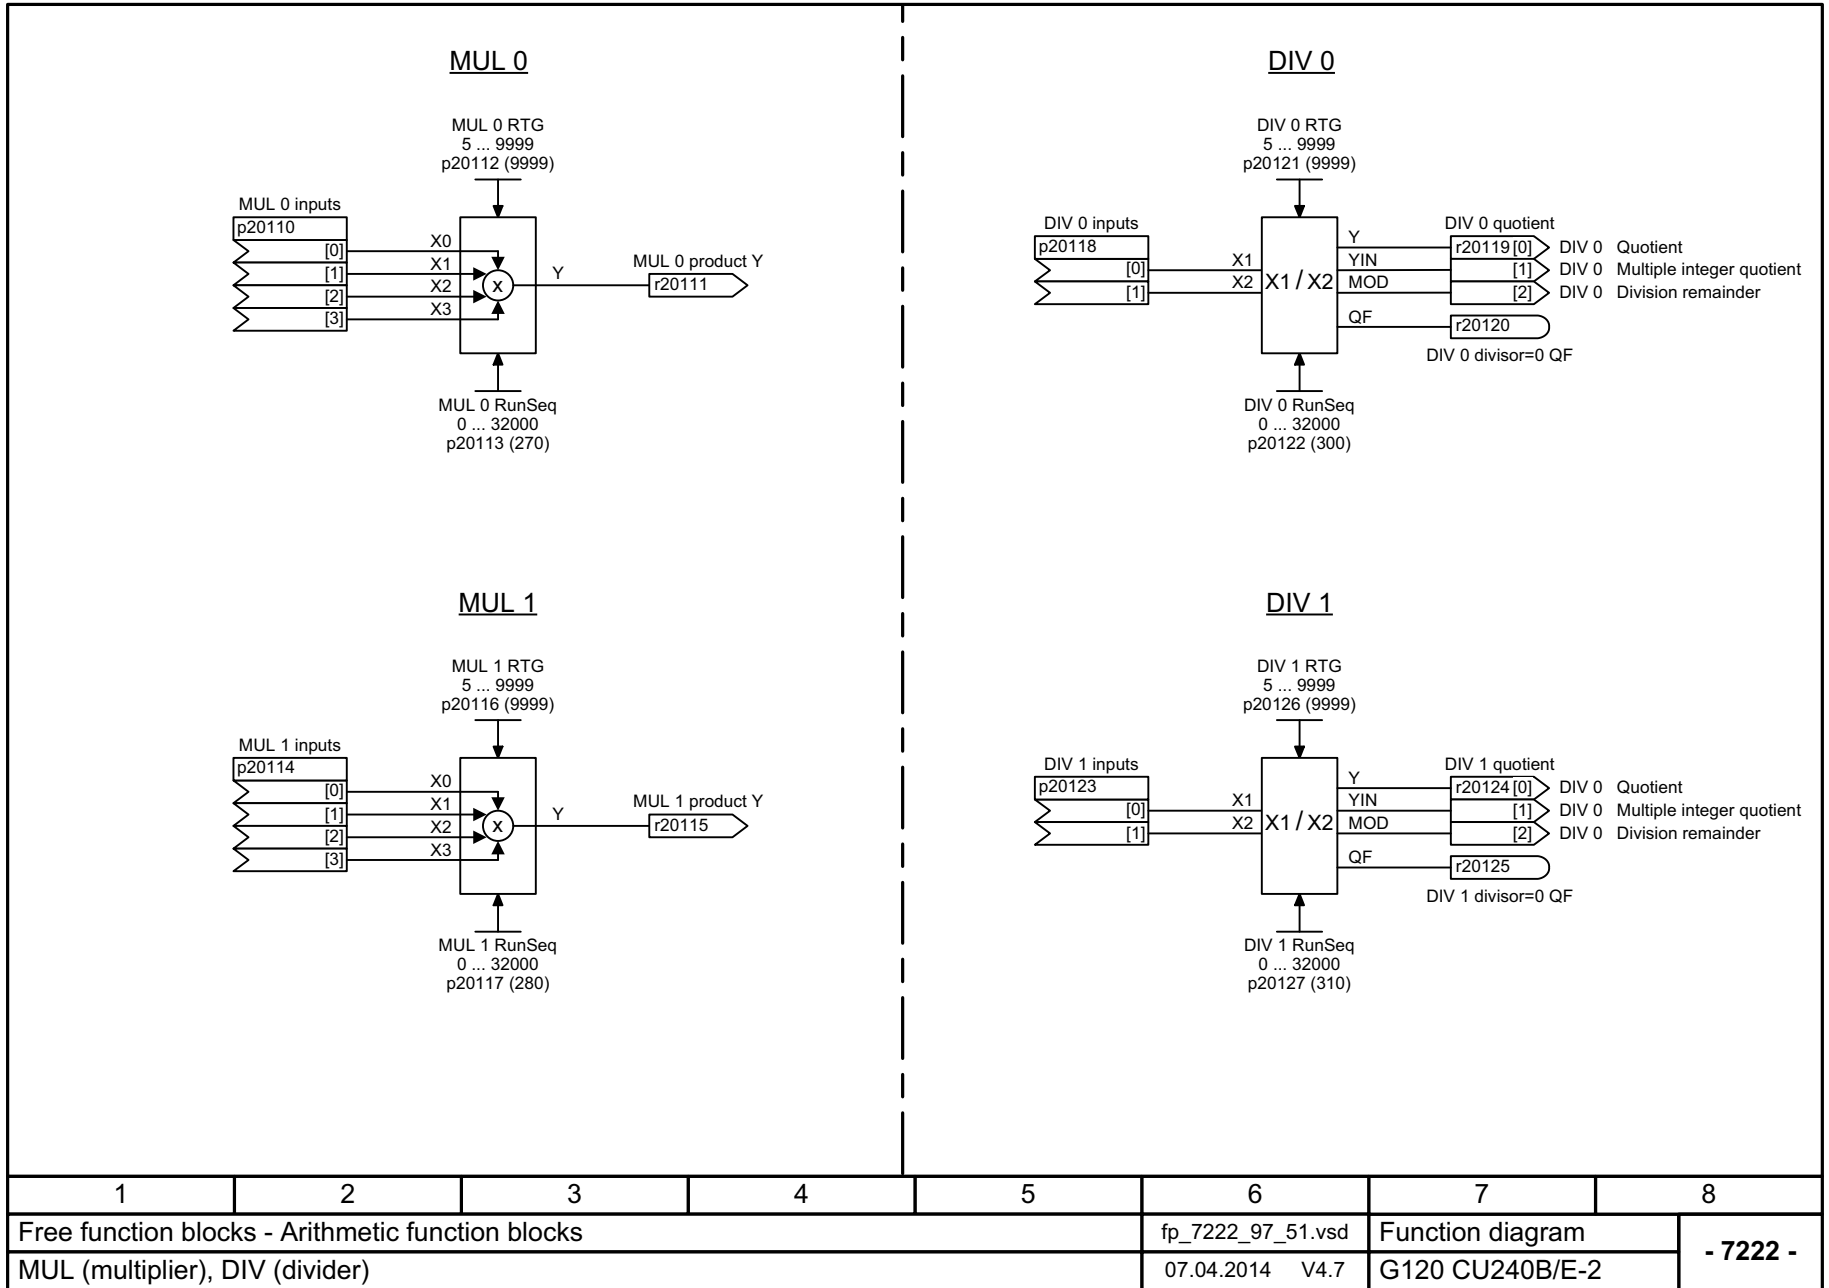 MUL 0
MUL 0 RTG
5 ... 9999
p20112 (9999)
MUL 0 inputs
p20110
[0] X0
[1] X1
[2] X2
[3] X3
x
Y
MUL 0 product Y
r20111
MUL 0 RunSeq
0 ... 32000
p20113 (270)
DIV 0
DIV 0 RTG
5 ... 9999
p20121 (9999)
DIV 0 inputs
p20118
[0] X1
[1] X2
X1 / X2
DIV 0 quotient
Y r20119 [0] DIV 0 Quotient
YIN [1] DIV 0 Multiple integer quotient
MOD [2] DIV 0 Division remainder
QF r20120
DIV 0 divisor=0 QF
DIV 0 RunSeq
0 ... 32000
p20122 (300)
MUL 1
MUL 1 RTG
5 ... 9999
p20116 (9999)
MUL 1 inputs
p20114
[0] X0
[1] X1
[2] X2
[3] X3
x
Y
MUL 1 product Y
r20115
MUL 1 RunSeq
0 ... 32000
p20117 (280)
DIV 1
DIV 1 RTG
5 ... 9999
p20126 (9999)
DIV 1 inputs
p20123
[0] X1
[1] X2
X1 / X2
DIV 1 quotient
Y r20124 [0] DIV 0 Quotient
YIN [1] DIV 0 Multiple integer quotient
MOD [2] DIV 0 Division remainder
QF r20125
DIV 1 divisor=0 QF
DIV 1 RunSeq
0 ... 32000
p20127 (310)
1 2 3 4 5 6 7 8
Free function blocks - Arithmetic function blocks fp_7222_97_51.vsd Function diagram
- 7222 -
MUL (multiplier), DIV (divider) 07.04.2014 V4.7 G120 CU240B/E-2